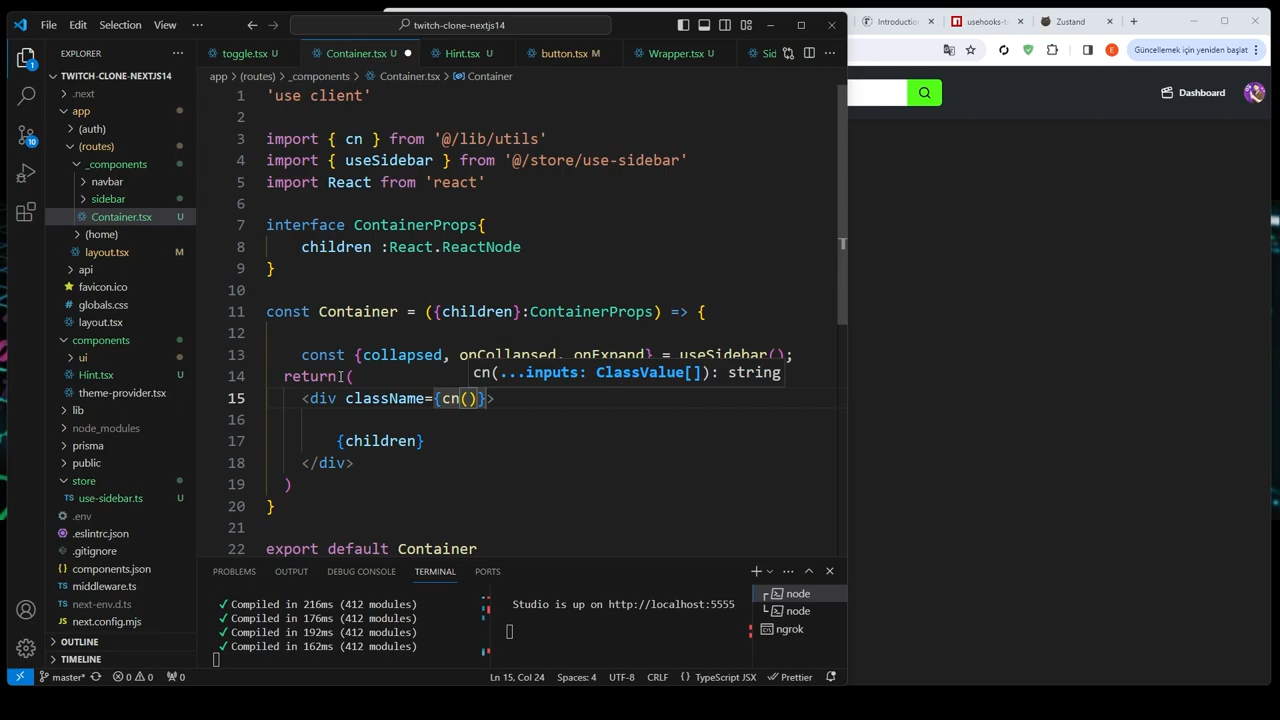 File Edit Selection View ··· twitch-clone-nextjs14
Introduction
usehooks-ts
Zustand
E Güncellemek için yeniden başlat
Dashboard
EXPLORER
TWITCH-CLONE-NEXTJS14
.next
app
(auth)
(routes)
_components
navbar
sidebar
Container.tsx U
(home)
layout.tsx M
api
favicon.ico
globals.css
layout.tsx
components
ui
Hint.tsx U
theme-provider.tsx
lib
node_modules
prisma
public
store
use-sidebar.ts U
.env
.eslintrc.json
.gitignore
components.json
middleware.ts
next-env.d.ts
next.config.mjs
OUTLINE
TIMELINE
1
10
toggle.tsx U Container.tsx U Hint.tsx U button.tsx M Wrapper.tsx U Sid
app > (routes) > _components > Container.tsx > Container
1 'use client'
2
3 import { cn } from '@/lib/utils'
4 import { useSidebar } from '@/store/use-sidebar'
5 import React from 'react'
6
7 interface ContainerProps{
8 children :React.ReactNode
9 }
10
11 const Container = ({children}:ContainerProps) => {
12
13 const {collapsed, onCollapsed, onExpand} = useSidebar();
cn(...inputs: ClassValue[]): string
14 return (
15 <div className={cn()}>
16
17 {children}
18 </div>
19 )
20 }
21
22 export default Container
PROBLEMS OUTPUT DEBUG CONSOLE TERMINAL PORTS
✓ Compiled in 216ms (412 modules)
✓ Compiled in 176ms (412 modules)
✓ Compiled in 192ms (412 modules)
✓ Compiled in 162ms (412 modules)
Studio is up on http://localhost:5555
node
node
ngrok
master* 0 0 0 Ln 15, Col 24 Spaces: 4 UTF-8 CRLF {} TypeScript JSX Prettier